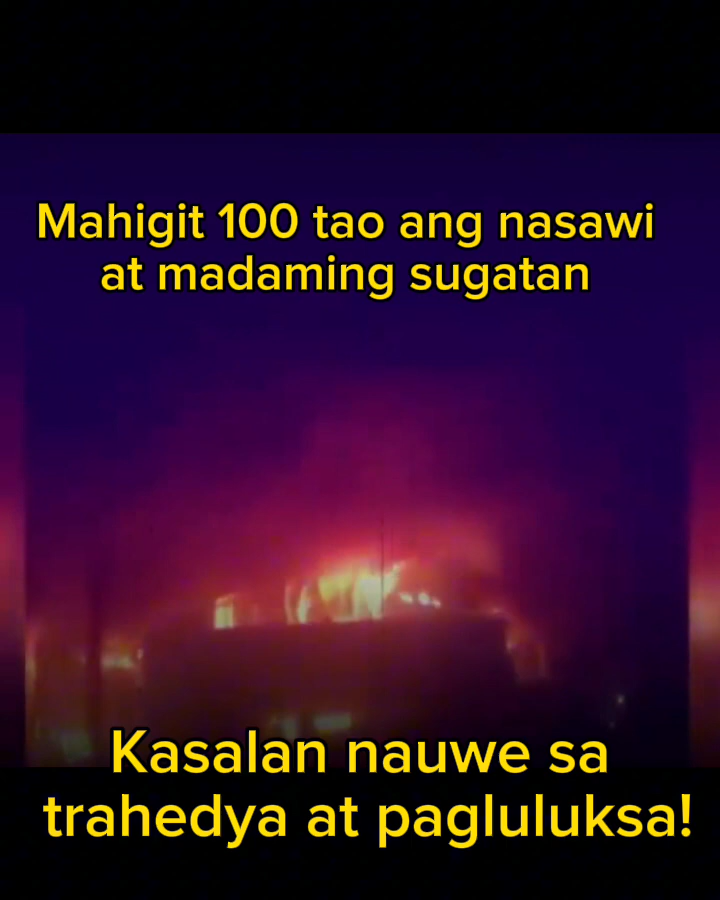 Mahigit 100 tao ang nasawi
at madaming sugatan
Kasalan nauwe sa
trahedya at pagluluksa!